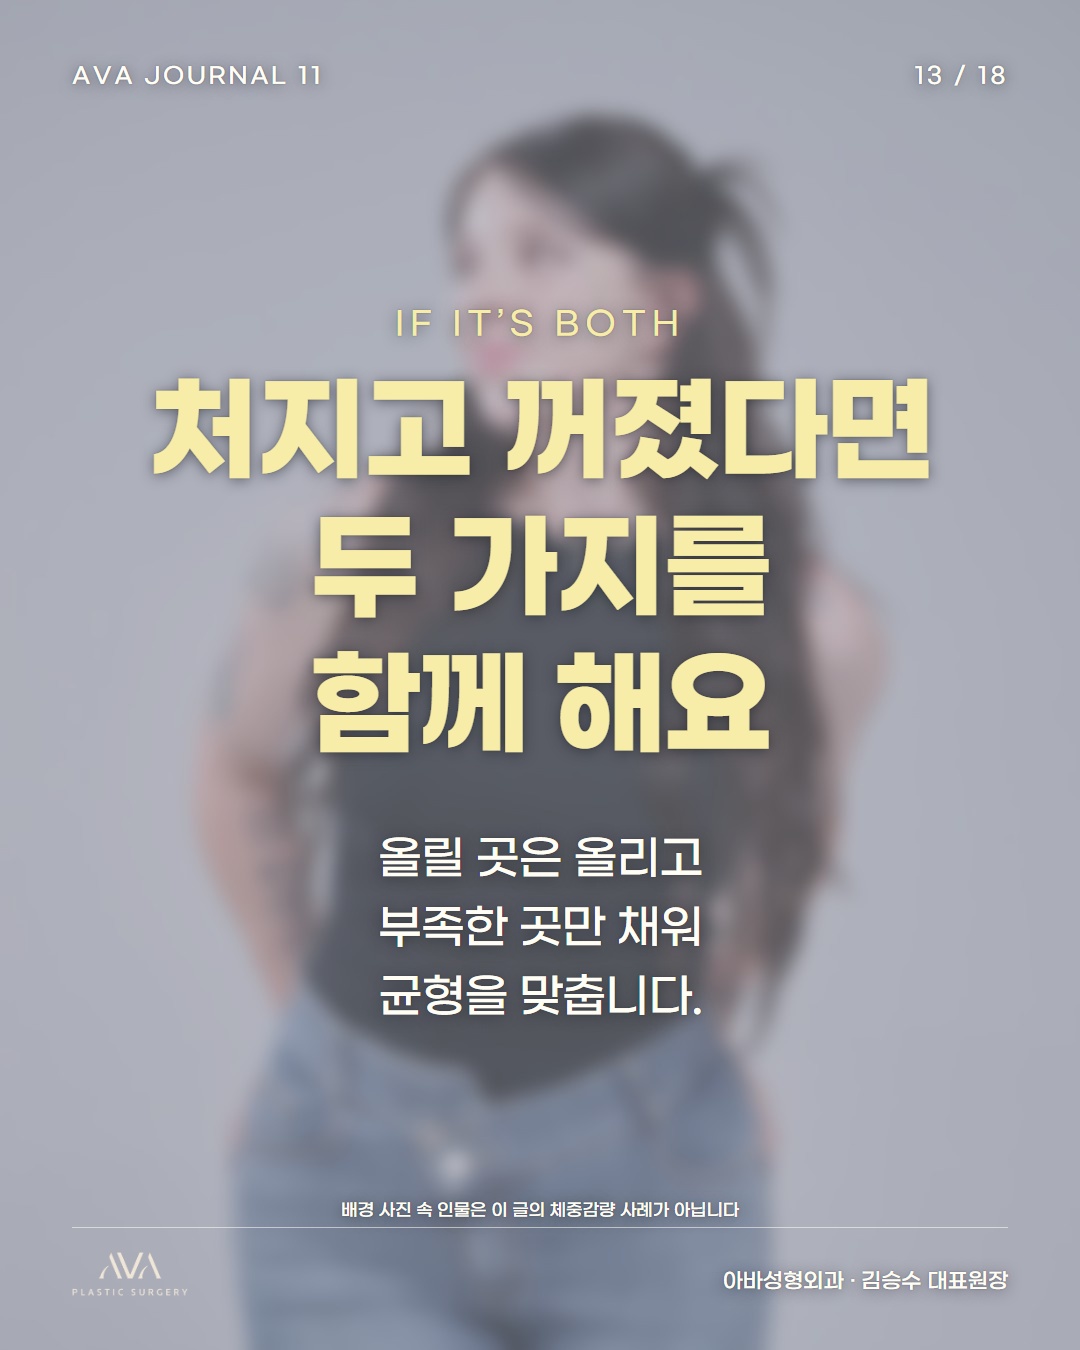 AVA JOURNAL 11
13 / 18
IF IT’S BOTH
처지고 꺼졌다면
두 가지를
함께 해요
올릴 곳은 올리고
부족한 곳만 채워
균형을 맞춥니다.
배경 사진 속 인물은 이 글의 체중감량 사례가 아닙니다
AVA
PLASTIC SURGERY
아바성형외과 · 김승수 대표원장